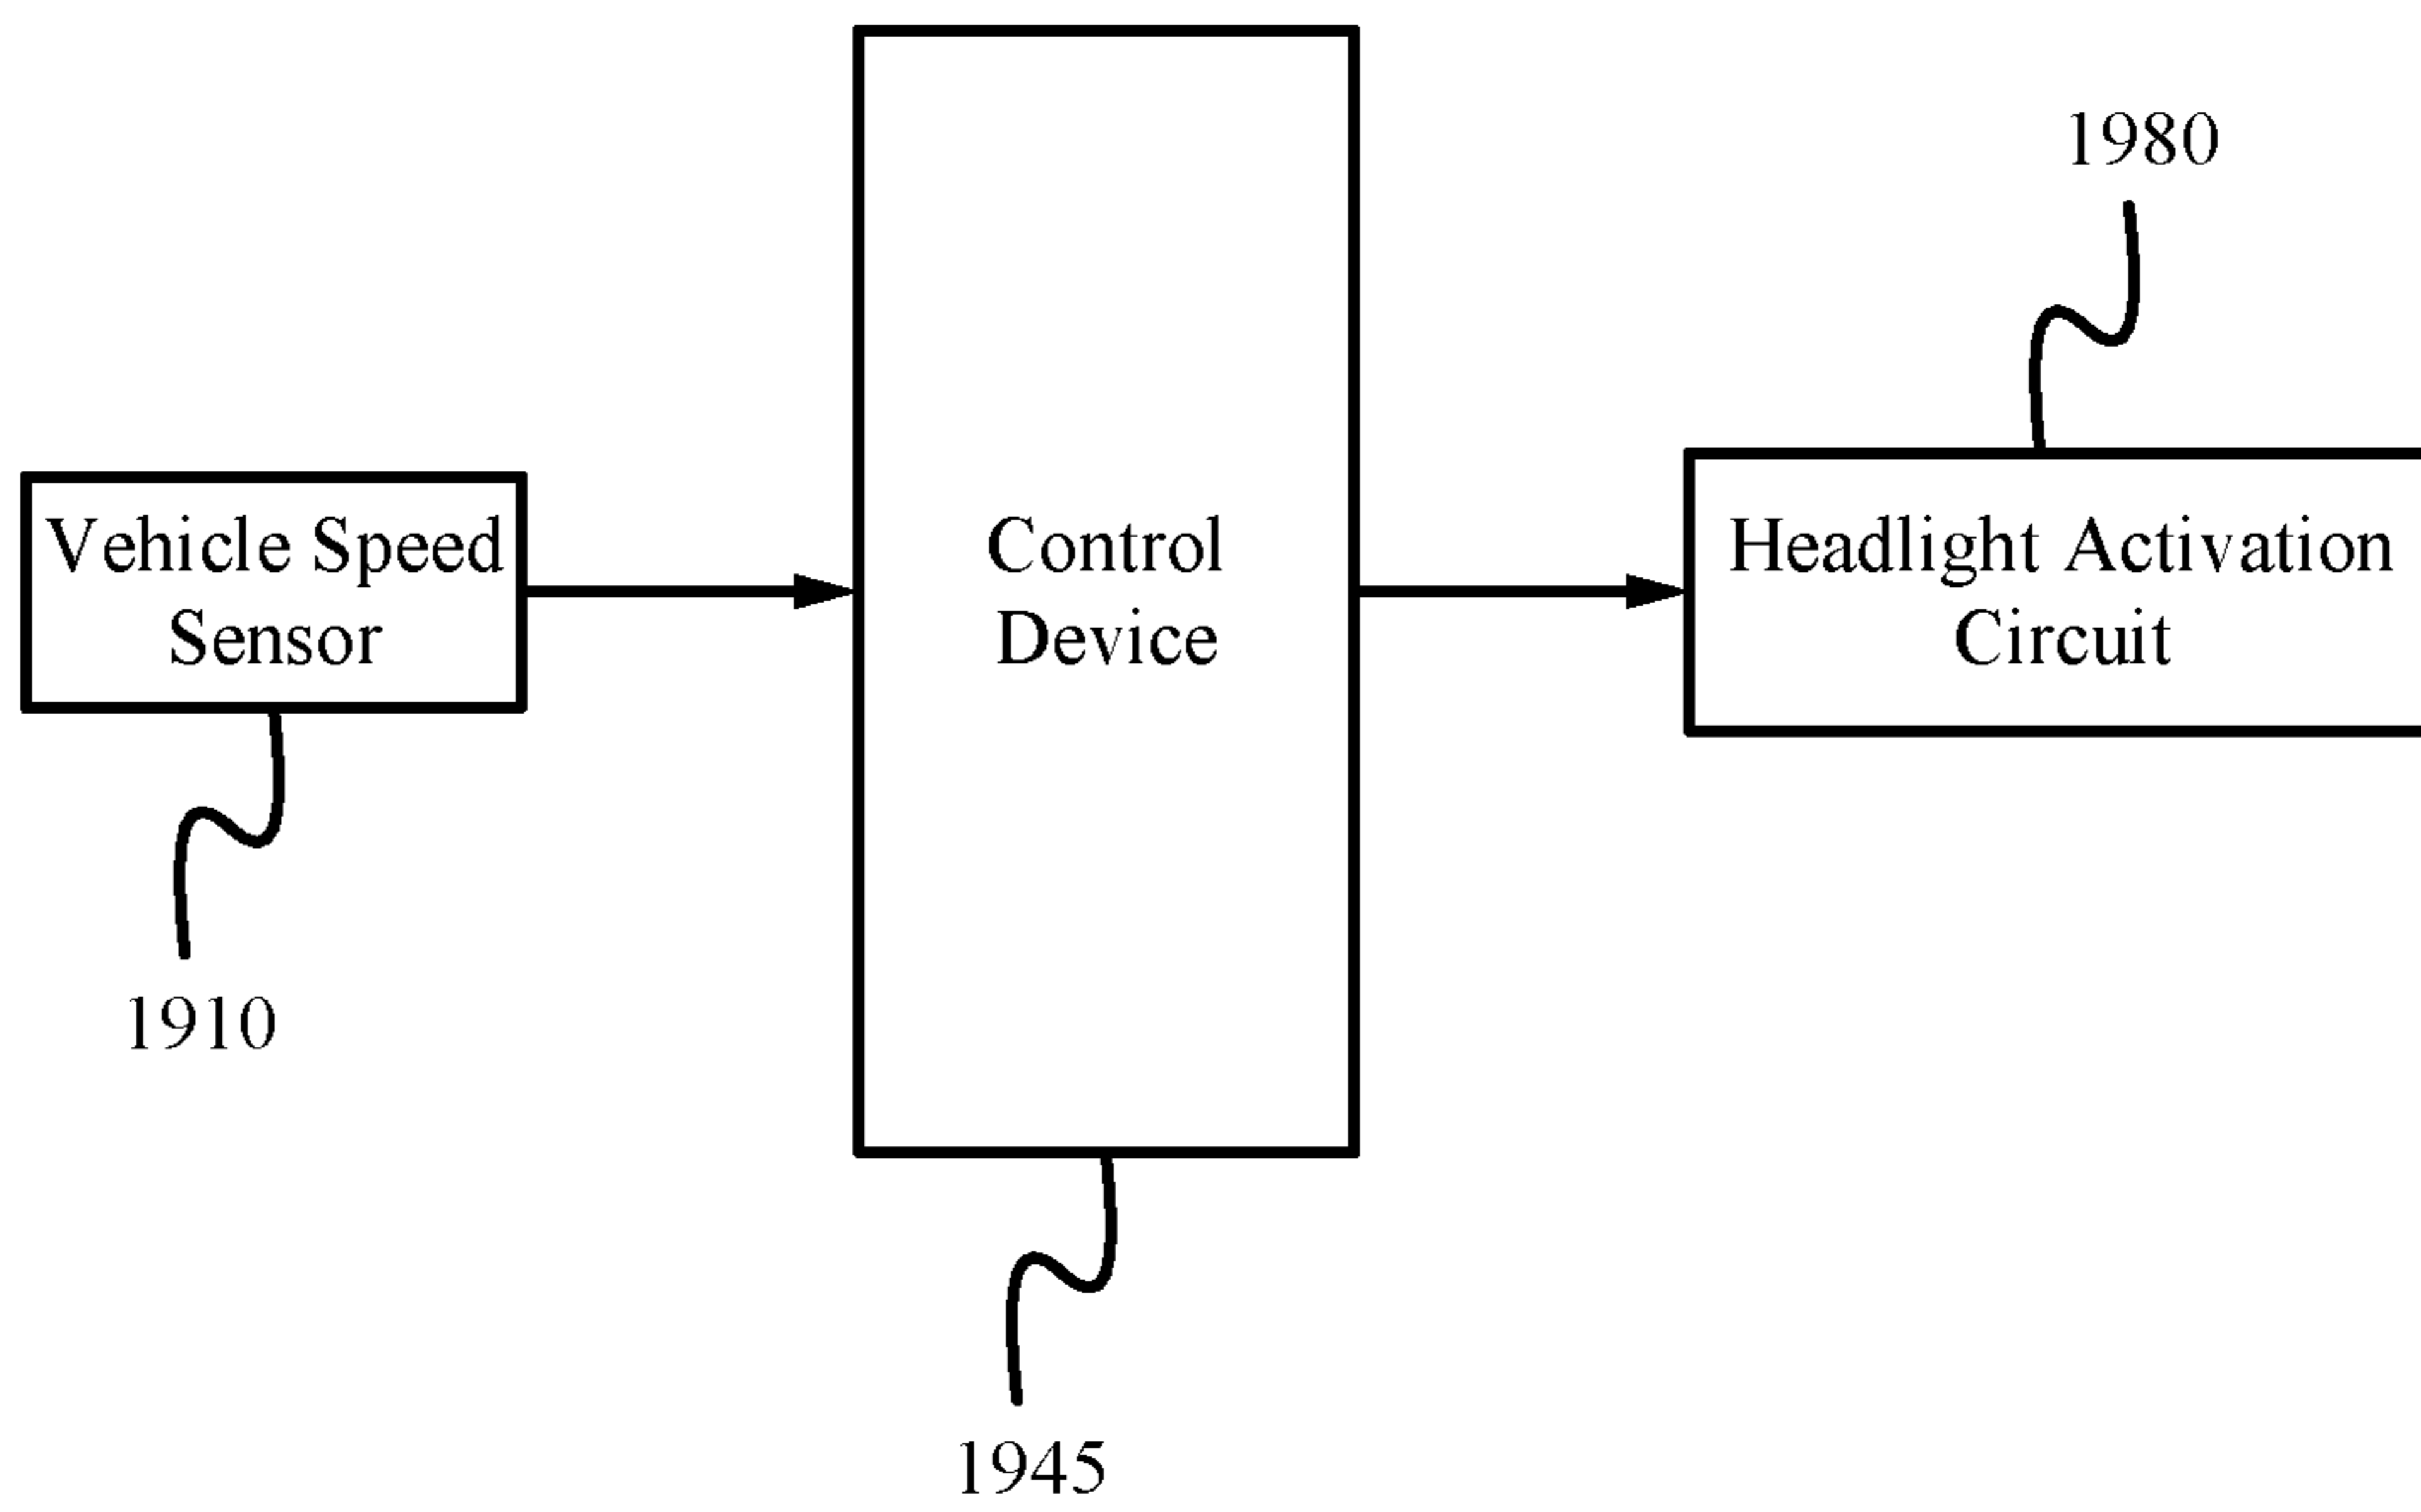 1980
Vehicle Speed
Sensor
Control
Device
Headlight Activation
Circuit
1910
1945